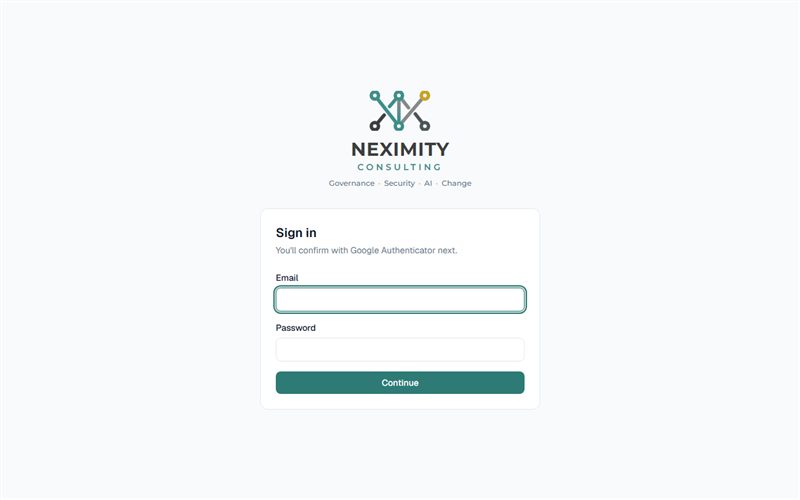 NEXIMITY
CONSULTING
Governance · Security · AI · Change
Sign in
You'll confirm with Google Authenticator next.
Email
Password
Continue